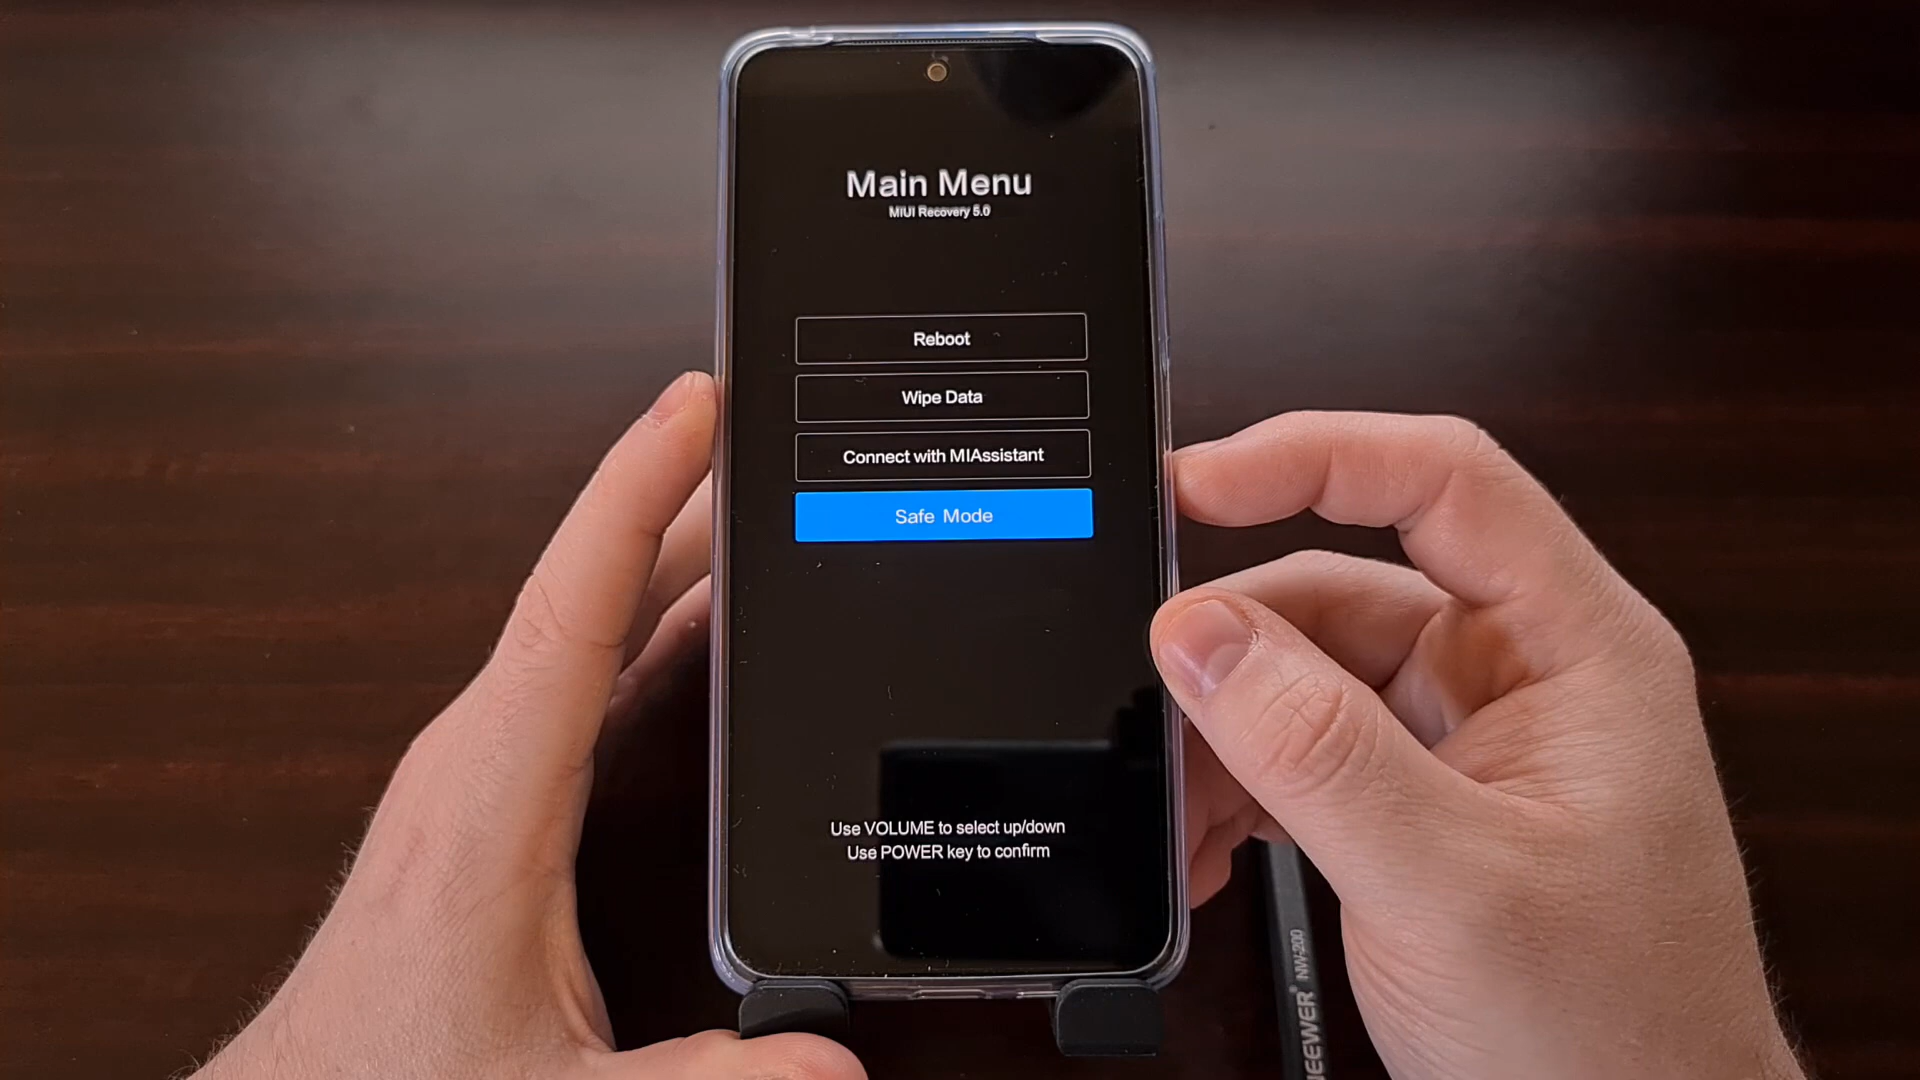 Main Menu
MIUI Recovery 5.0
Reboot
Wipe Data
Connect with MIAssistant
Safe Mode
Use VOLUME to select up/down
Use POWER key to confirm
NEEWER® NW-200